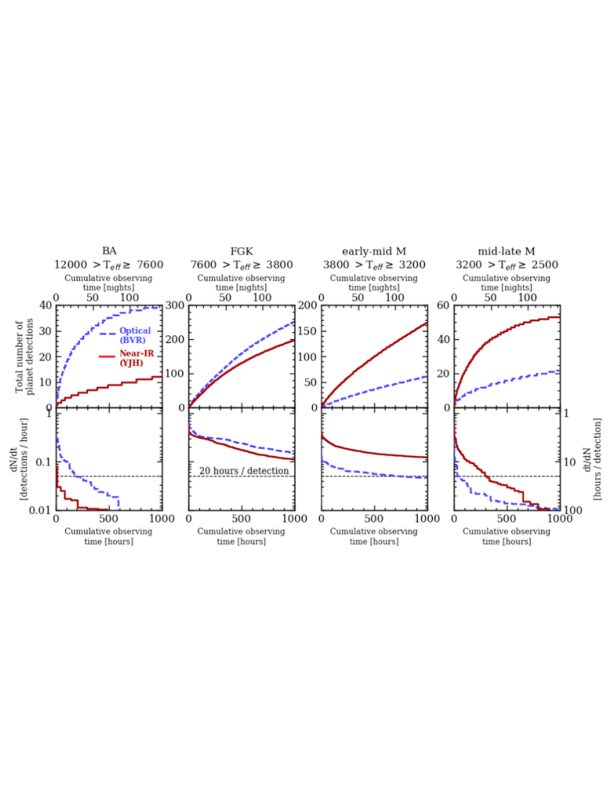 BA
12000 > T_eff ≥ 7600
Cumulative observing
time [nights]
0 50 100
FGK
7600 > T_eff ≥ 3800
Cumulative observing
time [nights]
0 50 100
early-mid M
3800 > T_eff ≥ 3200
Cumulative observing
time [nights]
0 50 100
mid-late M
3200 > T_eff ≥ 2500
Cumulative observing
time [nights]
0 50 100
Total number of
planet detections
40
30
20
10
0
Optical
(BVR)
Near-IR
(YJH)
300
200
100
0
200
150
100
50
0
60
40
20
0
dN/dt
[detections / hour]
1
0.1
0.01
20 hours / detection
1
10
100
dt/dN
[hours / detection]
0 500 1000
Cumulative observing
time [hours]
0 500 1000
Cumulative observing
time [hours]
0 500 1000
Cumulative observing
time [hours]
0 500 1000
Cumulative observing
time [hours]